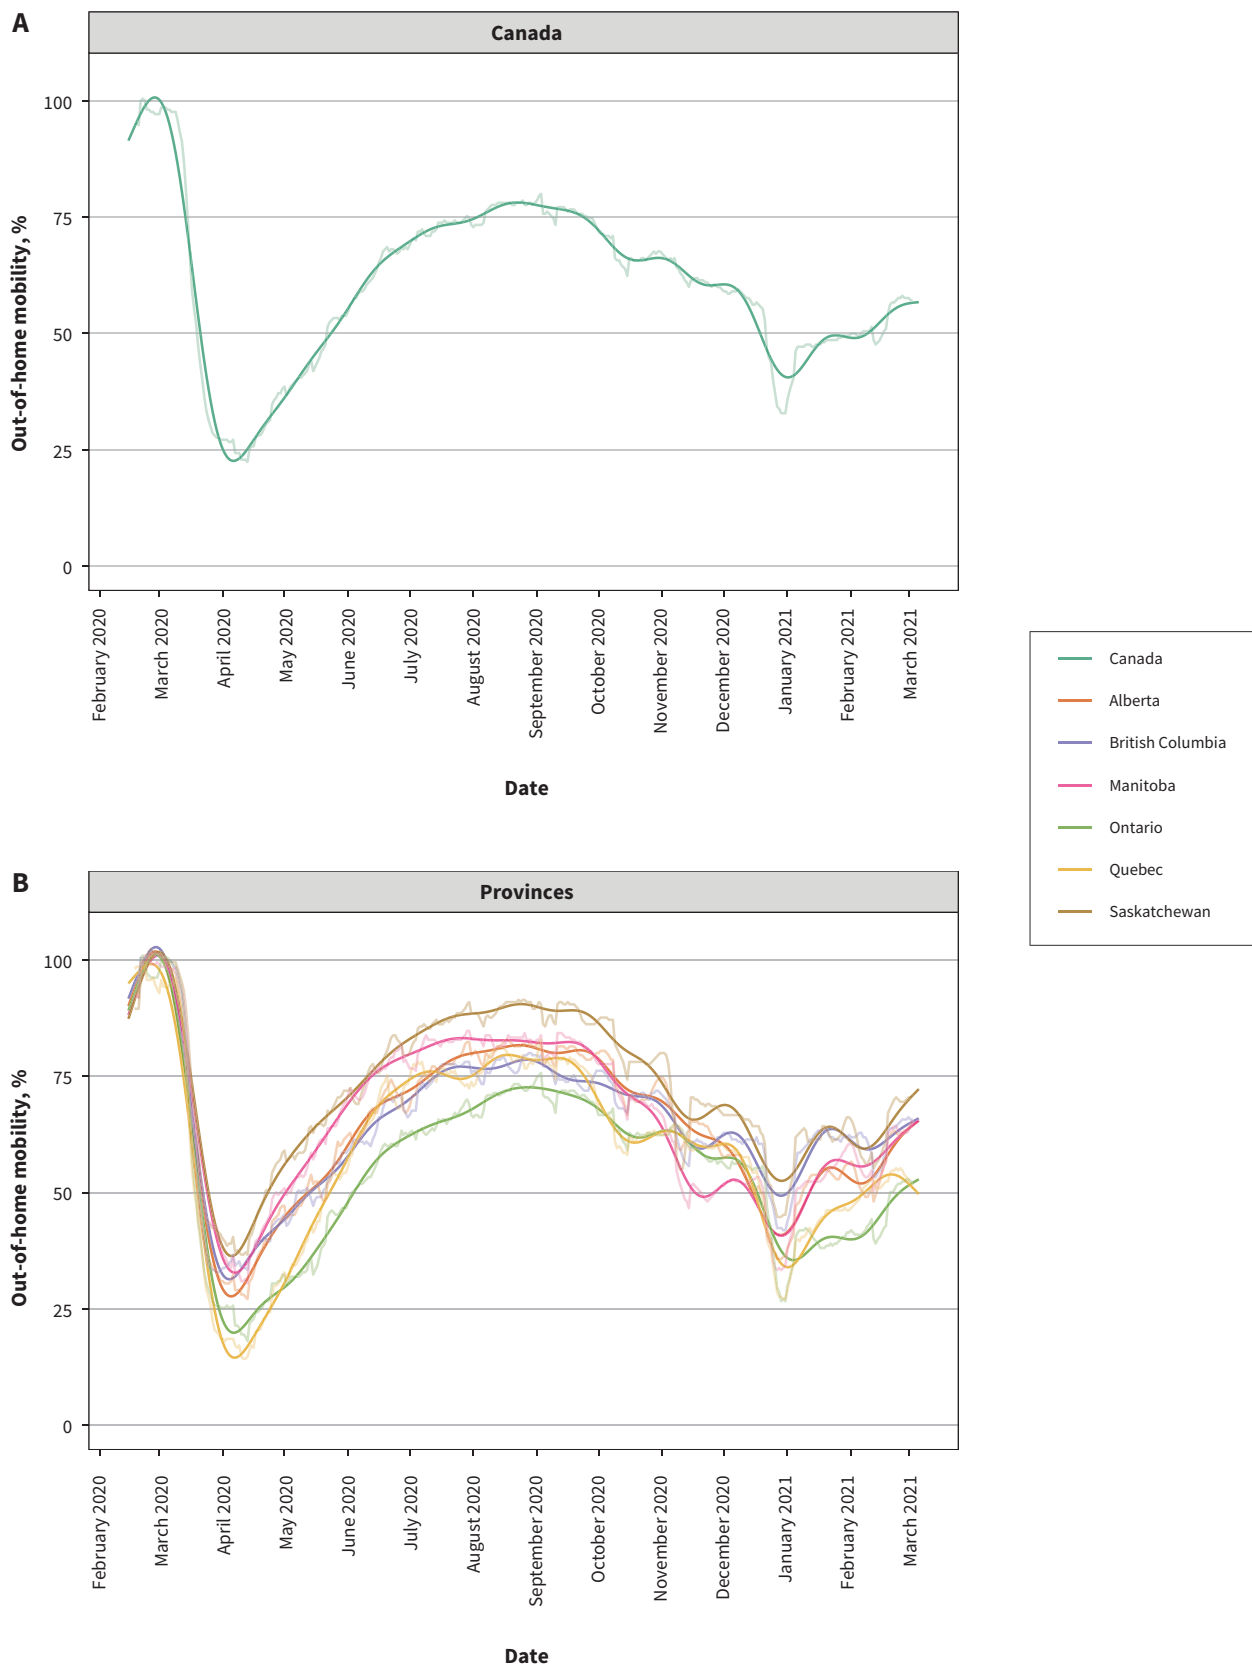 A
Canada
Out-of-home mobility, %
100
75
50
25
0
February 2020
March 2020
April 2020
May 2020
June 2020
July 2020
August 2020
September 2020
October 2020
November 2020
December 2020
January 2021
February 2021
March 2021
Date
Canada
Alberta
British Columbia
Manitoba
Ontario
Quebec
Saskatchewan
B
Provinces
Out-of-home mobility, %
100
75
50
25
0
February 2020
March 2020
April 2020
May 2020
June 2020
July 2020
August 2020
September 2020
October 2020
November 2020
December 2020
January 2021
February 2021
March 2021
Date